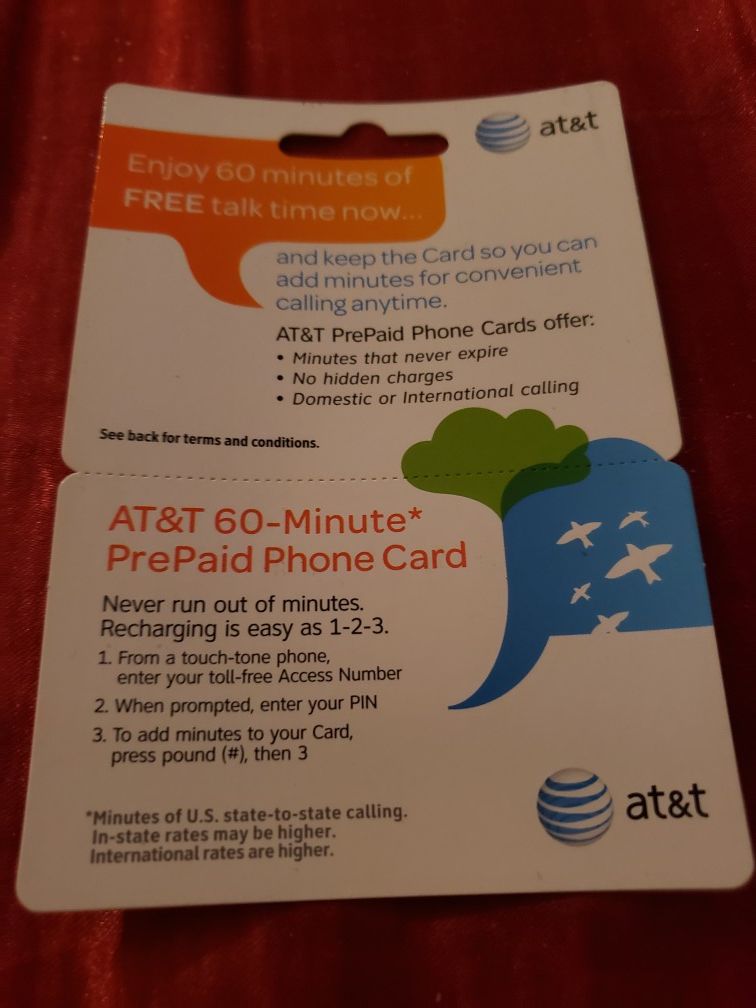 at&t
Enjoy 60 minutes of
FREE talk time now...
and keep the Card so you can
add minutes for convenient
calling anytime.
AT&T PrePaid Phone Cards offer:
• Minutes that never expire
• No hidden charges
• Domestic or International calling
See back for terms and conditions.
AT&T 60-Minute*
PrePaid Phone Card
Never run out of minutes.
Recharging is easy as 1-2-3.
1. From a touch-tone phone,
enter your toll-free Access Number
2. When prompted, enter your PIN
3. To add minutes to your Card,
press pound (#), then 3
*Minutes of U.S. state-to-state calling.
In-state rates may be higher.
International rates are higher.
at&t